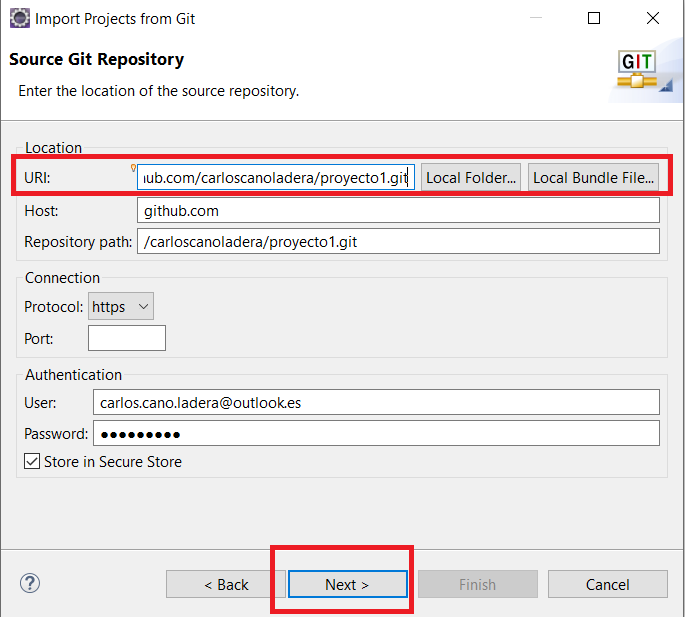 Import Projects from Git
Source Git Repository
Enter the location of the source repository.
GIT
Location
URI: ub.com/carloscanoladera/proyecto1.git Local Folder... Local Bundle File...
Host: github.com
Repository path: /carloscanoladera/proyecto1.git
Connection
Protocol: https
Port:
Authentication
User: carlos.cano.ladera@outlook.es
Password: ●●●●●●●●●
Store in Secure Store
? < Back Next > Finish Cancel